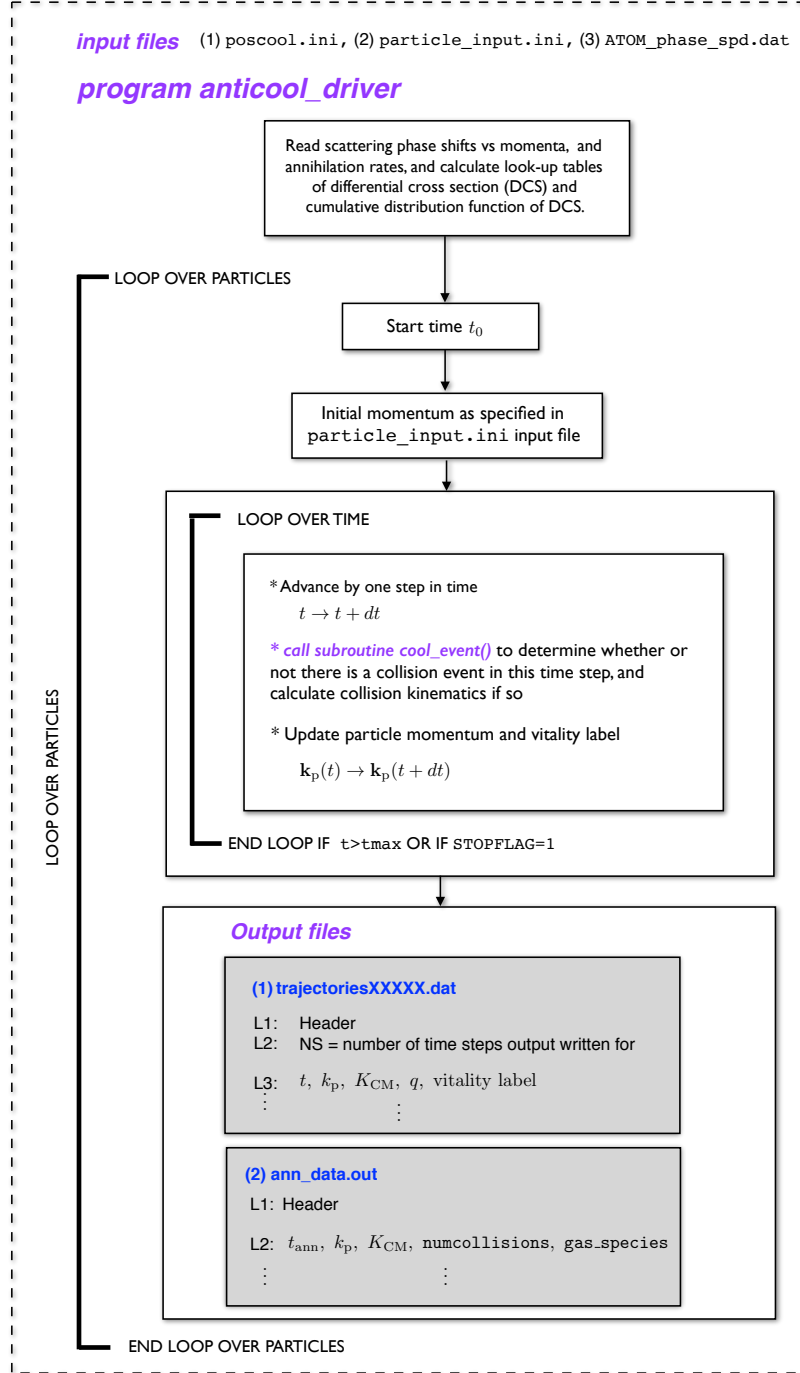 input files (1) poscool.ini, (2) particle_input.ini, (3) ATOM_phase_spd.dat
program anticool_driver
Read scattering phase shifts vs momenta, and
annihilation rates, and calculate look-up tables
of differential cross section (DCS) and
cumulative distribution function of DCS.
LOOP OVER PARTICLES
Start time t₀
Initial momentum as specified in
particle_input.ini input file
LOOP OVER TIME
* Advance by one step in time
t → t + dt
* call subroutine cool_event() to determine whether or
not there is a collision event in this time step, and
calculate collision kinematics if so
* Update particle momentum and vitality label
k_p(t) → k_p(t + dt)
END LOOP IF t>tmax OR IF STOPFLAG=1
LOOP OVER PARTICLES
Output files
(1) trajectoriesXXXXX.dat
L1: Header
L2: NS = number of time steps output written for
L3: t, k_p, K_CM, q, vitality label
⋮ ⋮
(2) ann_data.out
L1: Header
L2: t_ann, k_p, K_CM, numcollisions, gas_species
⋮ ⋮
END LOOP OVER PARTICLES